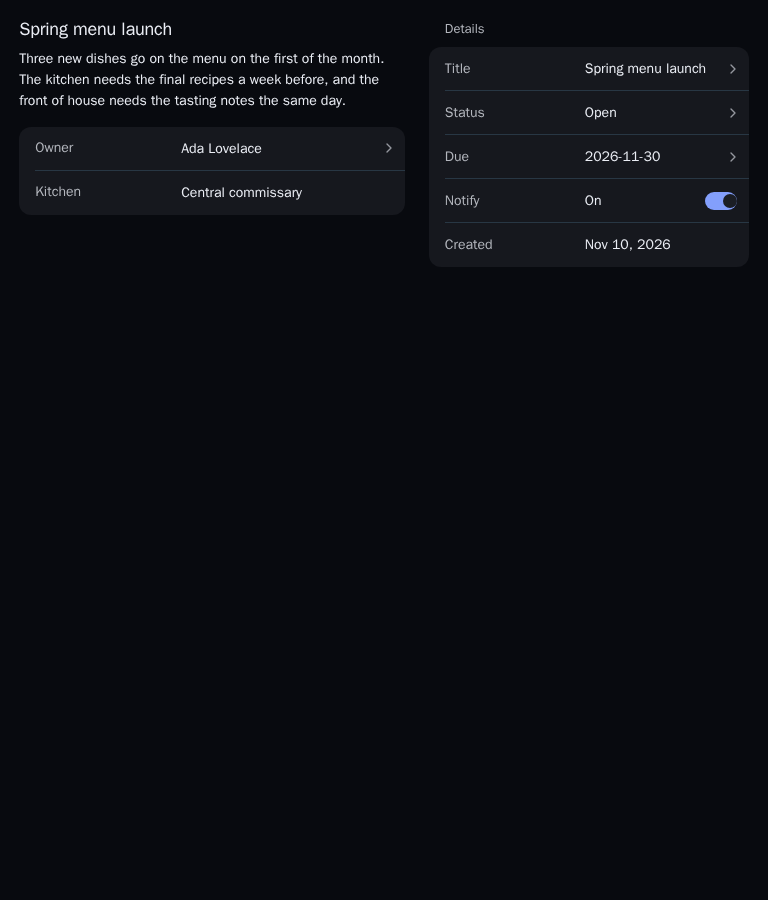 Spring menu launch
Three new dishes go on the menu on the first of the month.
The kitchen needs the final recipes a week before, and the
front of house needs the tasting notes the same day.
Owner Ada Lovelace
Kitchen Central commissary
Details
Title Spring menu launch
Status Open
Due 2026-11-30
Notify On
Created Nov 10, 2026